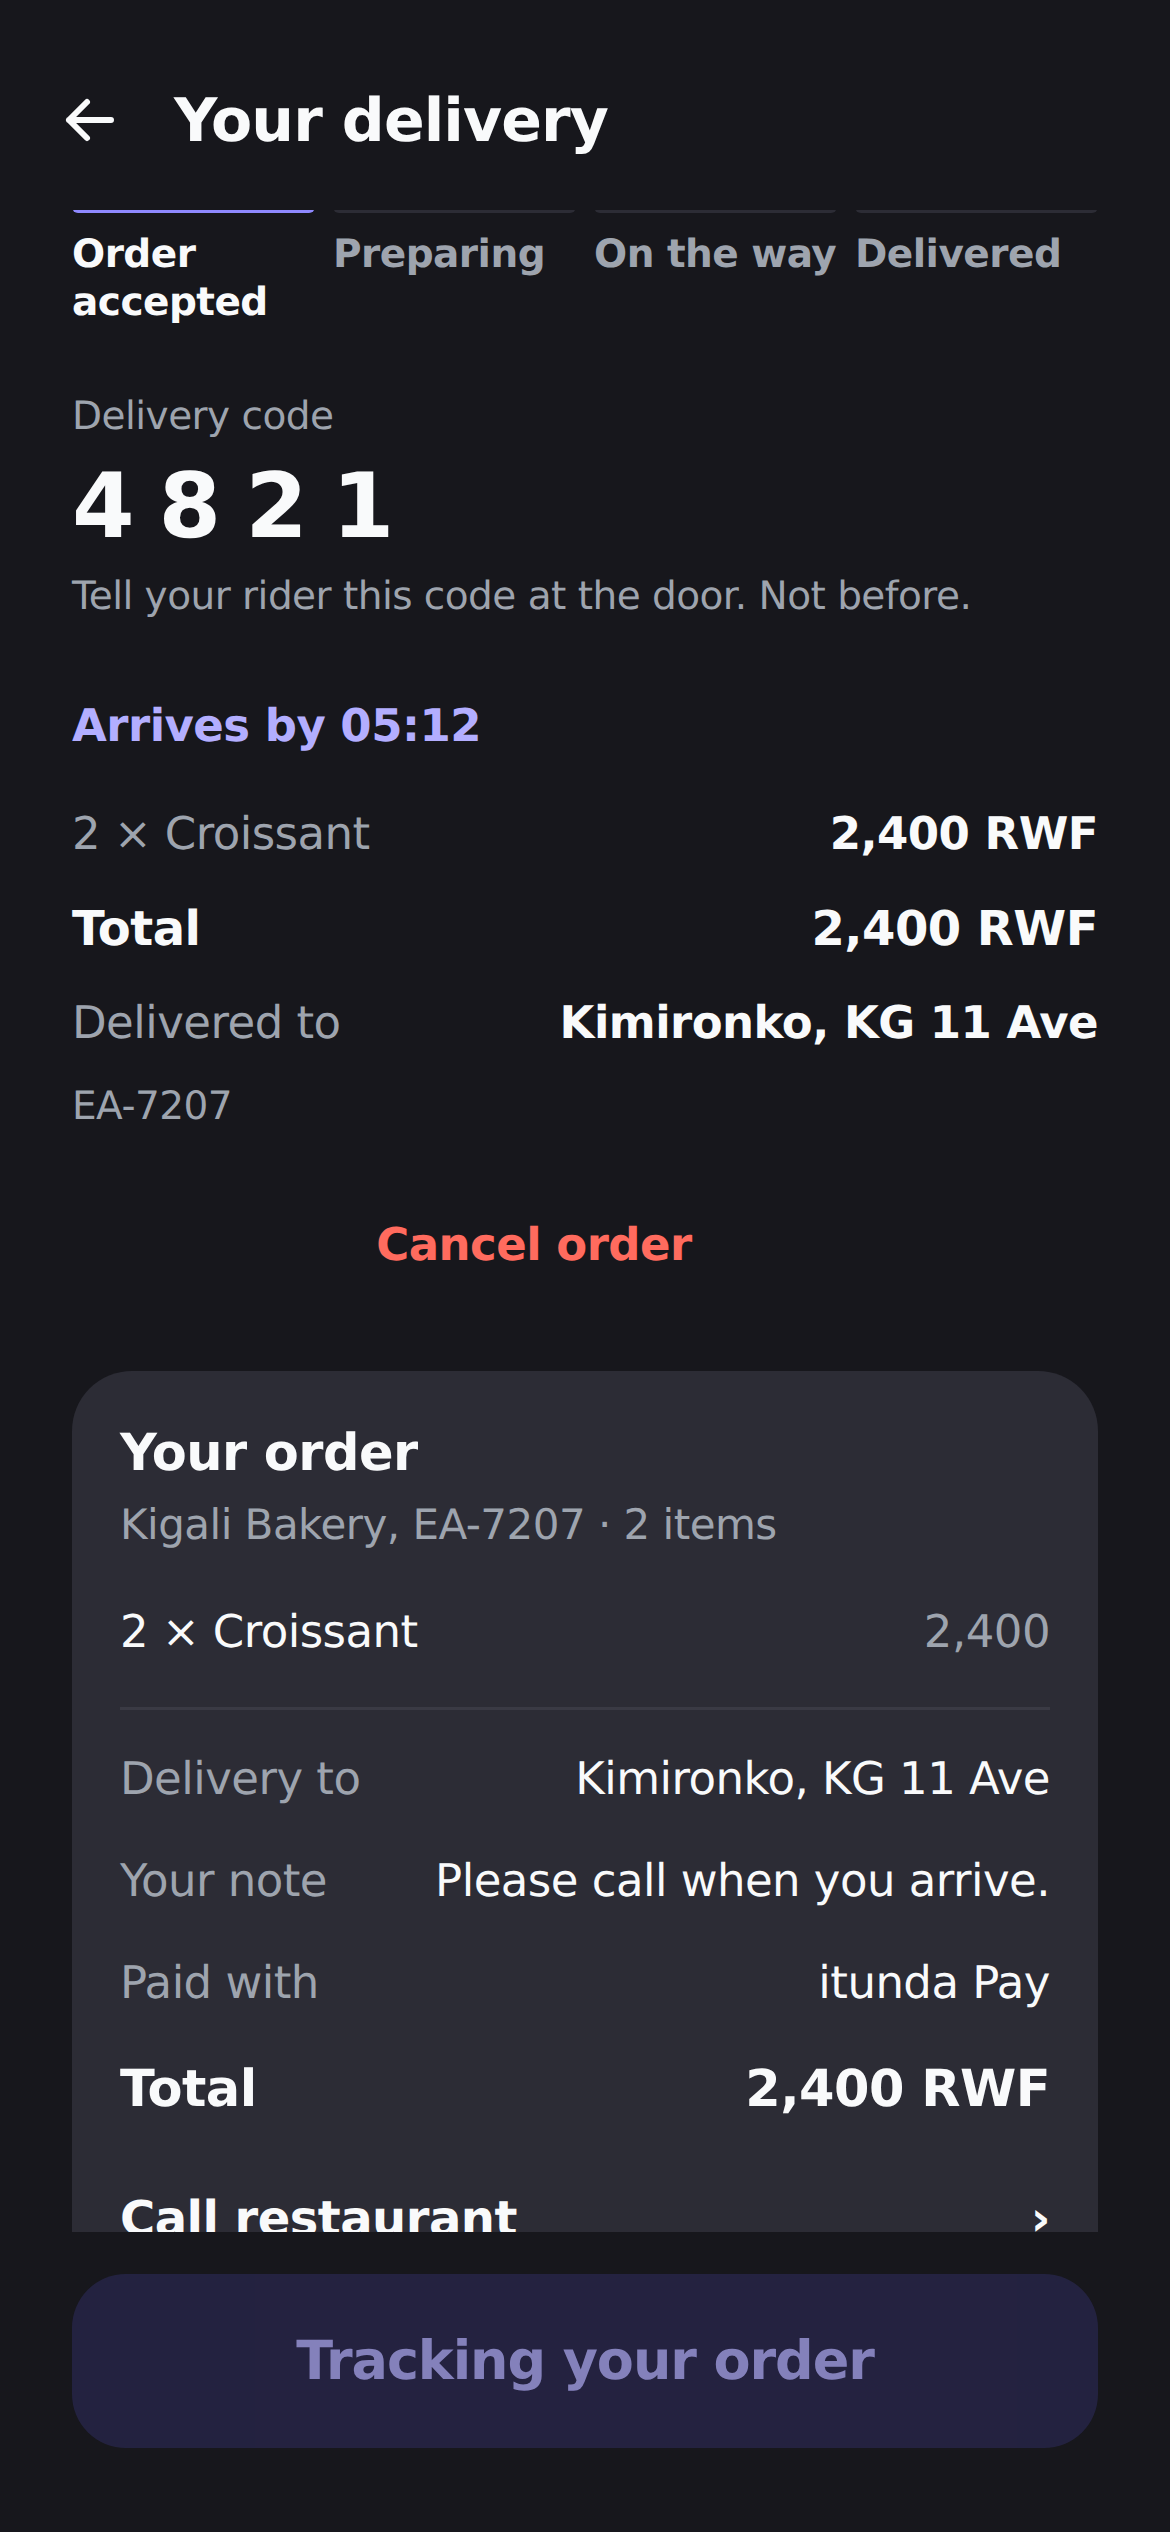 Your delivery
Order accepted
Preparing
On the way
Delivered
Delivery code
4 8 2 1
Tell your rider this code at the door. Not before.
Arrives by 05:12
2 × Croissant 2,400 RWF
Total 2,400 RWF
Delivered to Kimironko, KG 11 Ave
EA-7207
Cancel order
Your order
Kigali Bakery, EA-7207 · 2 items
2 × Croissant 2,400
Delivery to Kimironko, KG 11 Ave
Your note Please call when you arrive.
Paid with itunda Pay
Total 2,400 RWF
Call restaurant ›
Tracking your order